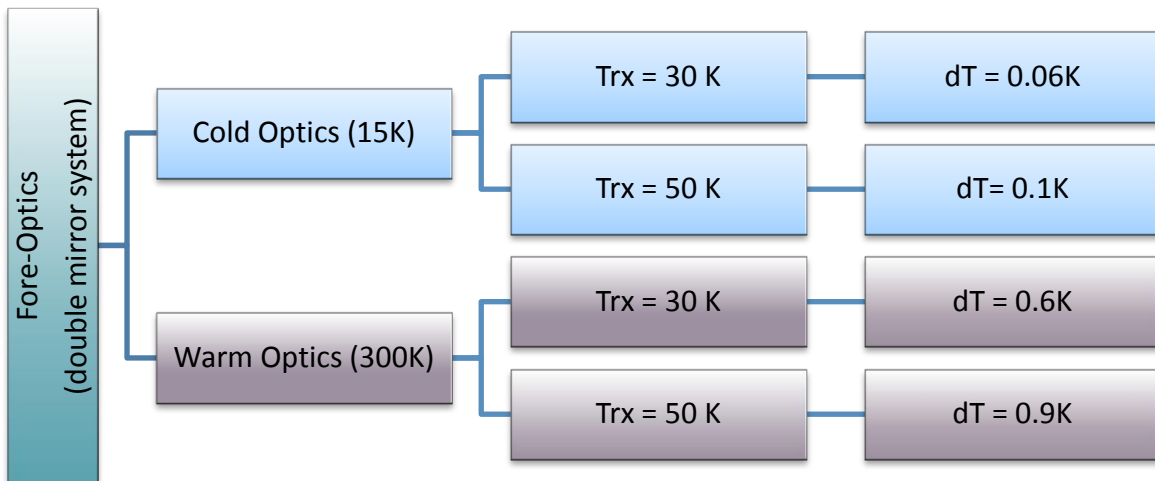 Fore-Optics
(double mirror system)
Cold Optics (15K)
Trx = 30 K
dT = 0.06K
Trx = 50 K
dT= 0.1K
Warm Optics (300K)
Trx = 30 K
dT = 0.6K
Trx = 50 K
dT = 0.9K